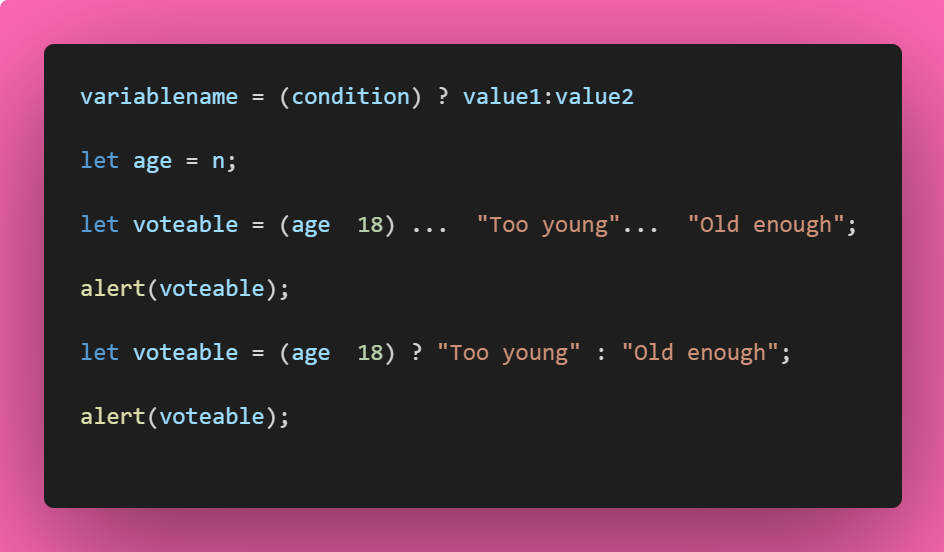 variablename = (condition) ? value1:value2
let age = n;
let voteable = (age  18) ...  "Too young"...  "Old enough";
alert(voteable);
let voteable = (age  18) ? "Too young" : "Old enough";
alert(voteable);